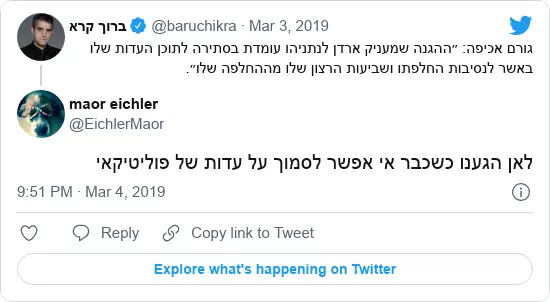 ברוך קרא @baruchikra · Mar 3, 2019
גורם אכיפה: ״ההגנה שמעניק ארדן לנתניהו עומדת בסתירה לתוכן העדות שלו
באשר לנסיבות החלפתו ושביעות הרצון שלו מההחלפה שלו״.
maor eichler
@EichlerMaor
לאן הגענו כשכבר אי אפשר לסמוך על עדות של פוליטיקאי
9:51 PM · Mar 4, 2019
Reply Copy link to Tweet
Explore what's happening on Twitter